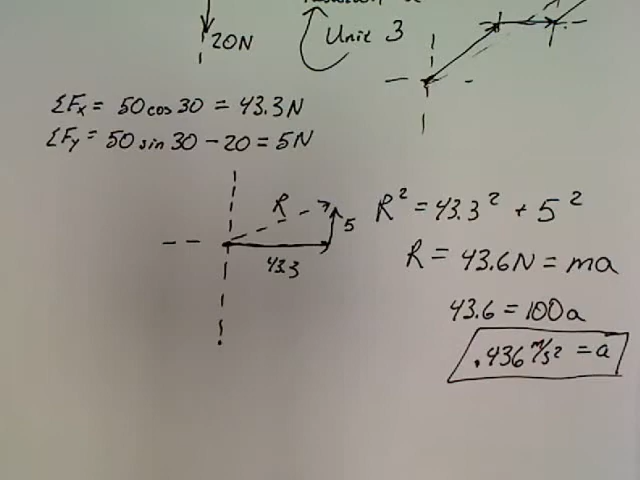 20N
Unit 3
ΣFx = 50 cos 30 = 43.3 N
ΣFy = 50 sin 30 - 20 = 5N
R
5
43.3
R² = 43.3² + 5²
R = 43.6N = ma
43.6 = 100a
.436 m/s² = a